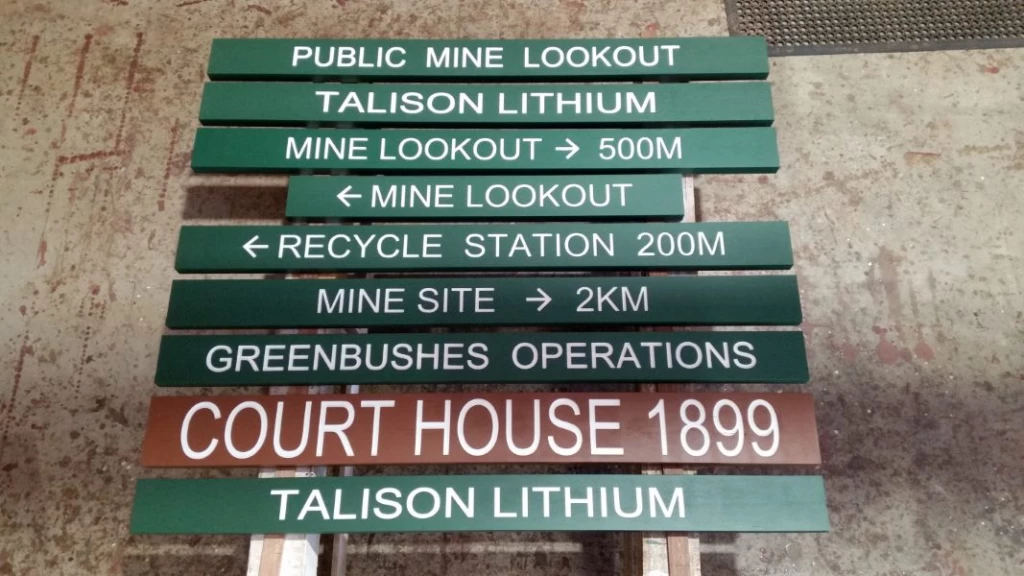 PUBLIC MINE LOOKOUT
TALISON LITHIUM
MINE LOOKOUT → 500M
← MINE LOOKOUT
← RECYCLE STATION 200M
MINE SITE → 2KM
GREENBUSHES OPERATIONS
COURT HOUSE 1899
TALISON LITHIUM